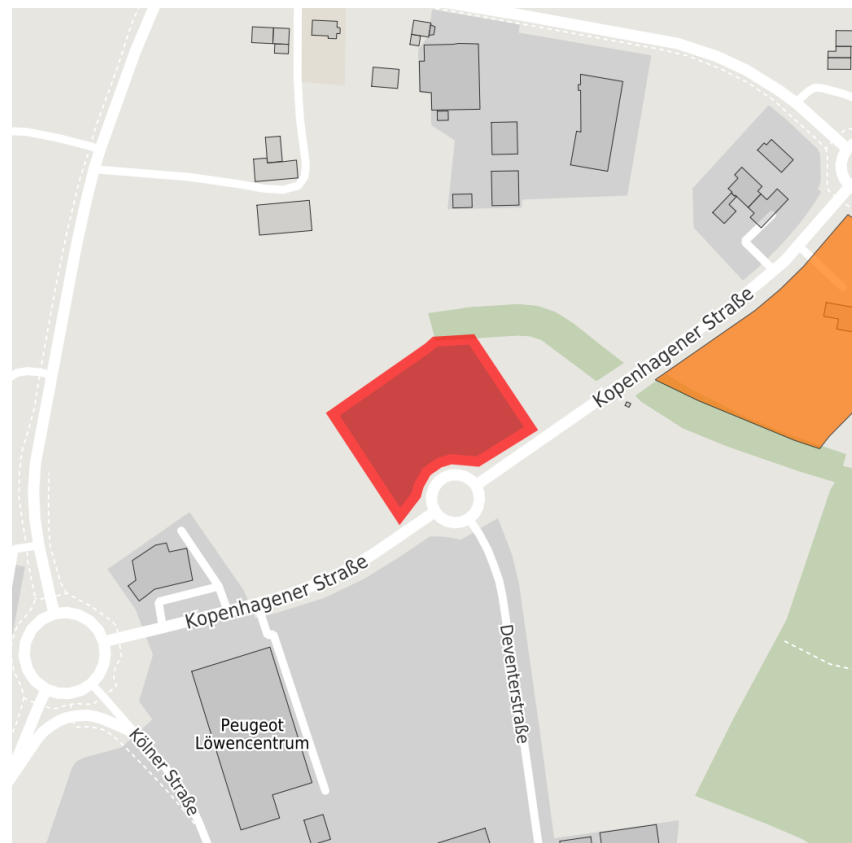 Kopenhagener Straße
Kopenhagener Straße
Deventerstraße
Peugeot
Löwencentrum
Kölner Straße